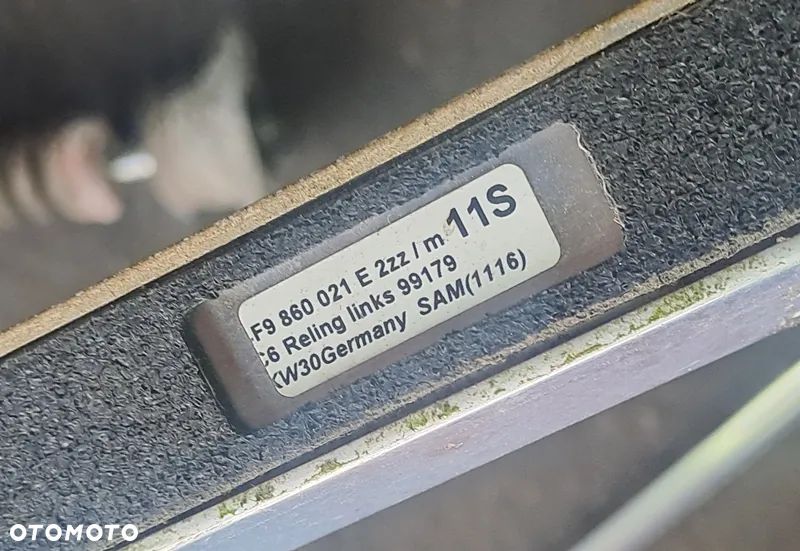 .F9 860 021 E 2zz / m 11S
C6 Reling links 99179
KW30Germany SAM(1116)
OTOMOTO